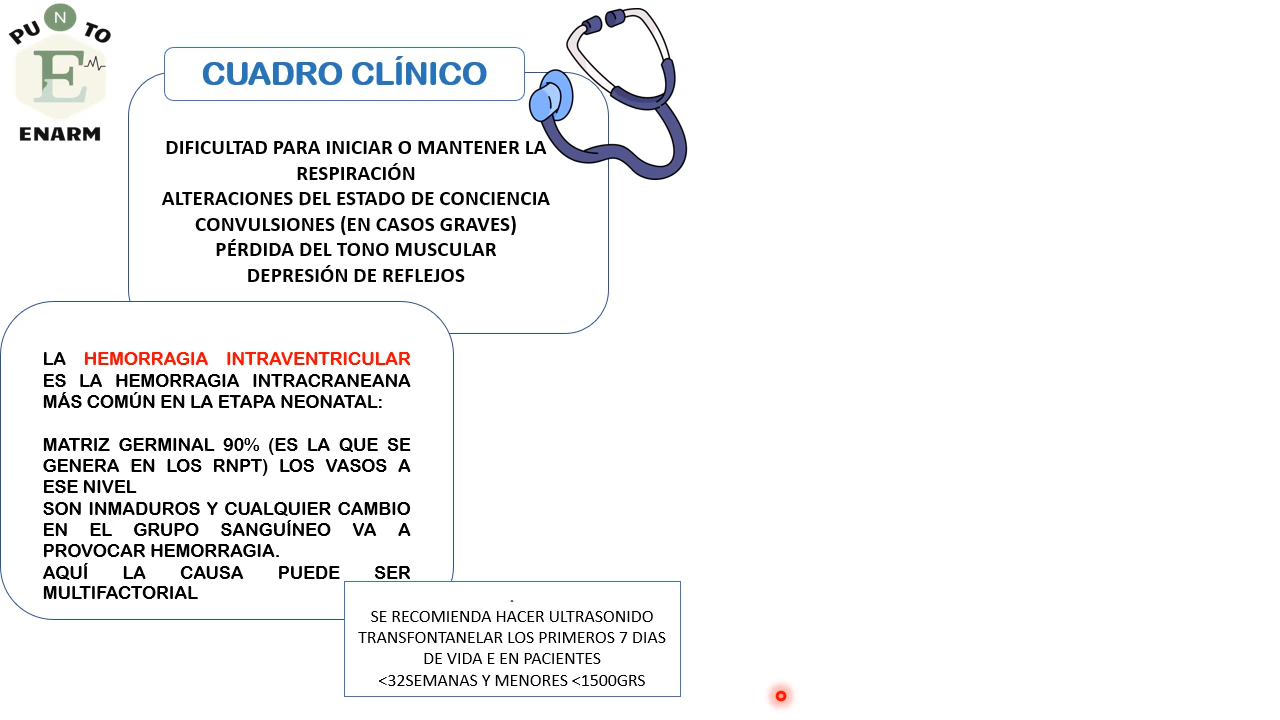 PU N TO
E
ENARM
CUADRO CLÍNICO
DIFICULTAD PARA INICIAR O MANTENER LA
RESPIRACIÓN
ALTERACIONES DEL ESTADO DE CONCIENCIA
CONVULSIONES (EN CASOS GRAVES)
PÉRDIDA DEL TONO MUSCULAR
DEPRESIÓN DE REFLEJOS
LA HEMORRAGIA INTRAVENTRICULAR
ES LA HEMORRAGIA INTRACRANEANA
MÁS COMÚN EN LA ETAPA NEONATAL:
MATRIZ GERMINAL 90% (ES LA QUE SE
GENERA EN LOS RNPT) LOS VASOS A
ESE NIVEL
SON INMADUROS Y CUALQUIER CAMBIO
EN EL GRUPO SANGUÍNEO VA A
PROVOCAR HEMORRAGIA.
AQUÍ LA CAUSA PUEDE SER
MULTIFACTORIAL
.
SE RECOMIENDA HACER ULTRASONIDO
TRANSFONTANELAR LOS PRIMEROS 7 DIAS
DE VIDA E EN PACIENTES
<32SEMANAS Y MENORES <1500GRS